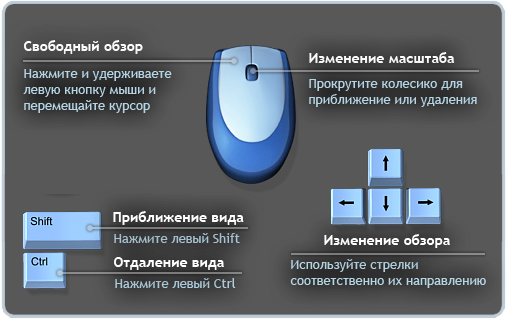 Свободный обзор
Нажмите и удерживаете
левую кнопку мыши и
перемещайте курсор
Изменение масштаба
Прокрутите колесико для
приближение или удаления
Shift
Приближение вида
Нажмите левый Shift
Ctrl
Отдаление вида
Нажмите левый Ctrl
Изменение обзора
Используйте стрелки
соответственно их направлению